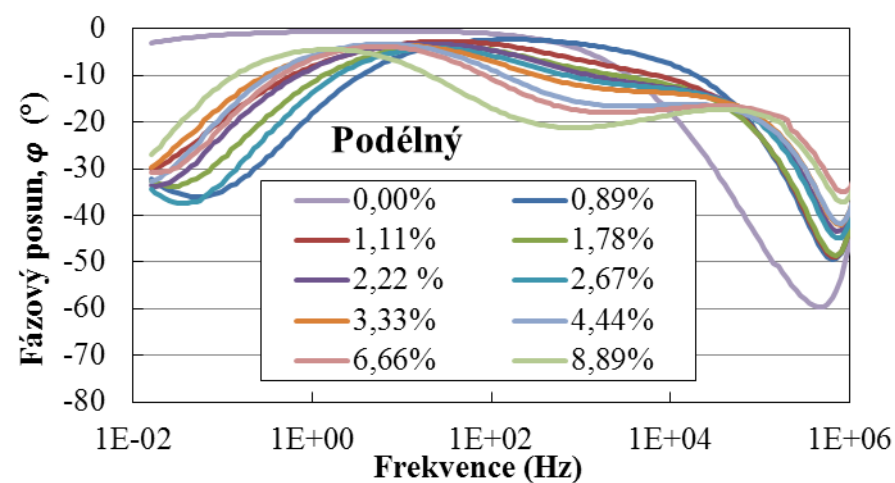 Fázový posun, φ (°)
0
-10
-20
-30
-40
-50
-60
-70
-80
Podélný
0,00% 0,89%
1,11% 1,78%
2,22 % 2,67%
3,33% 4,44%
6,66% 8,89%
1E-02 1E+00 1E+02 1E+04 1E+06
Frekvence (Hz)